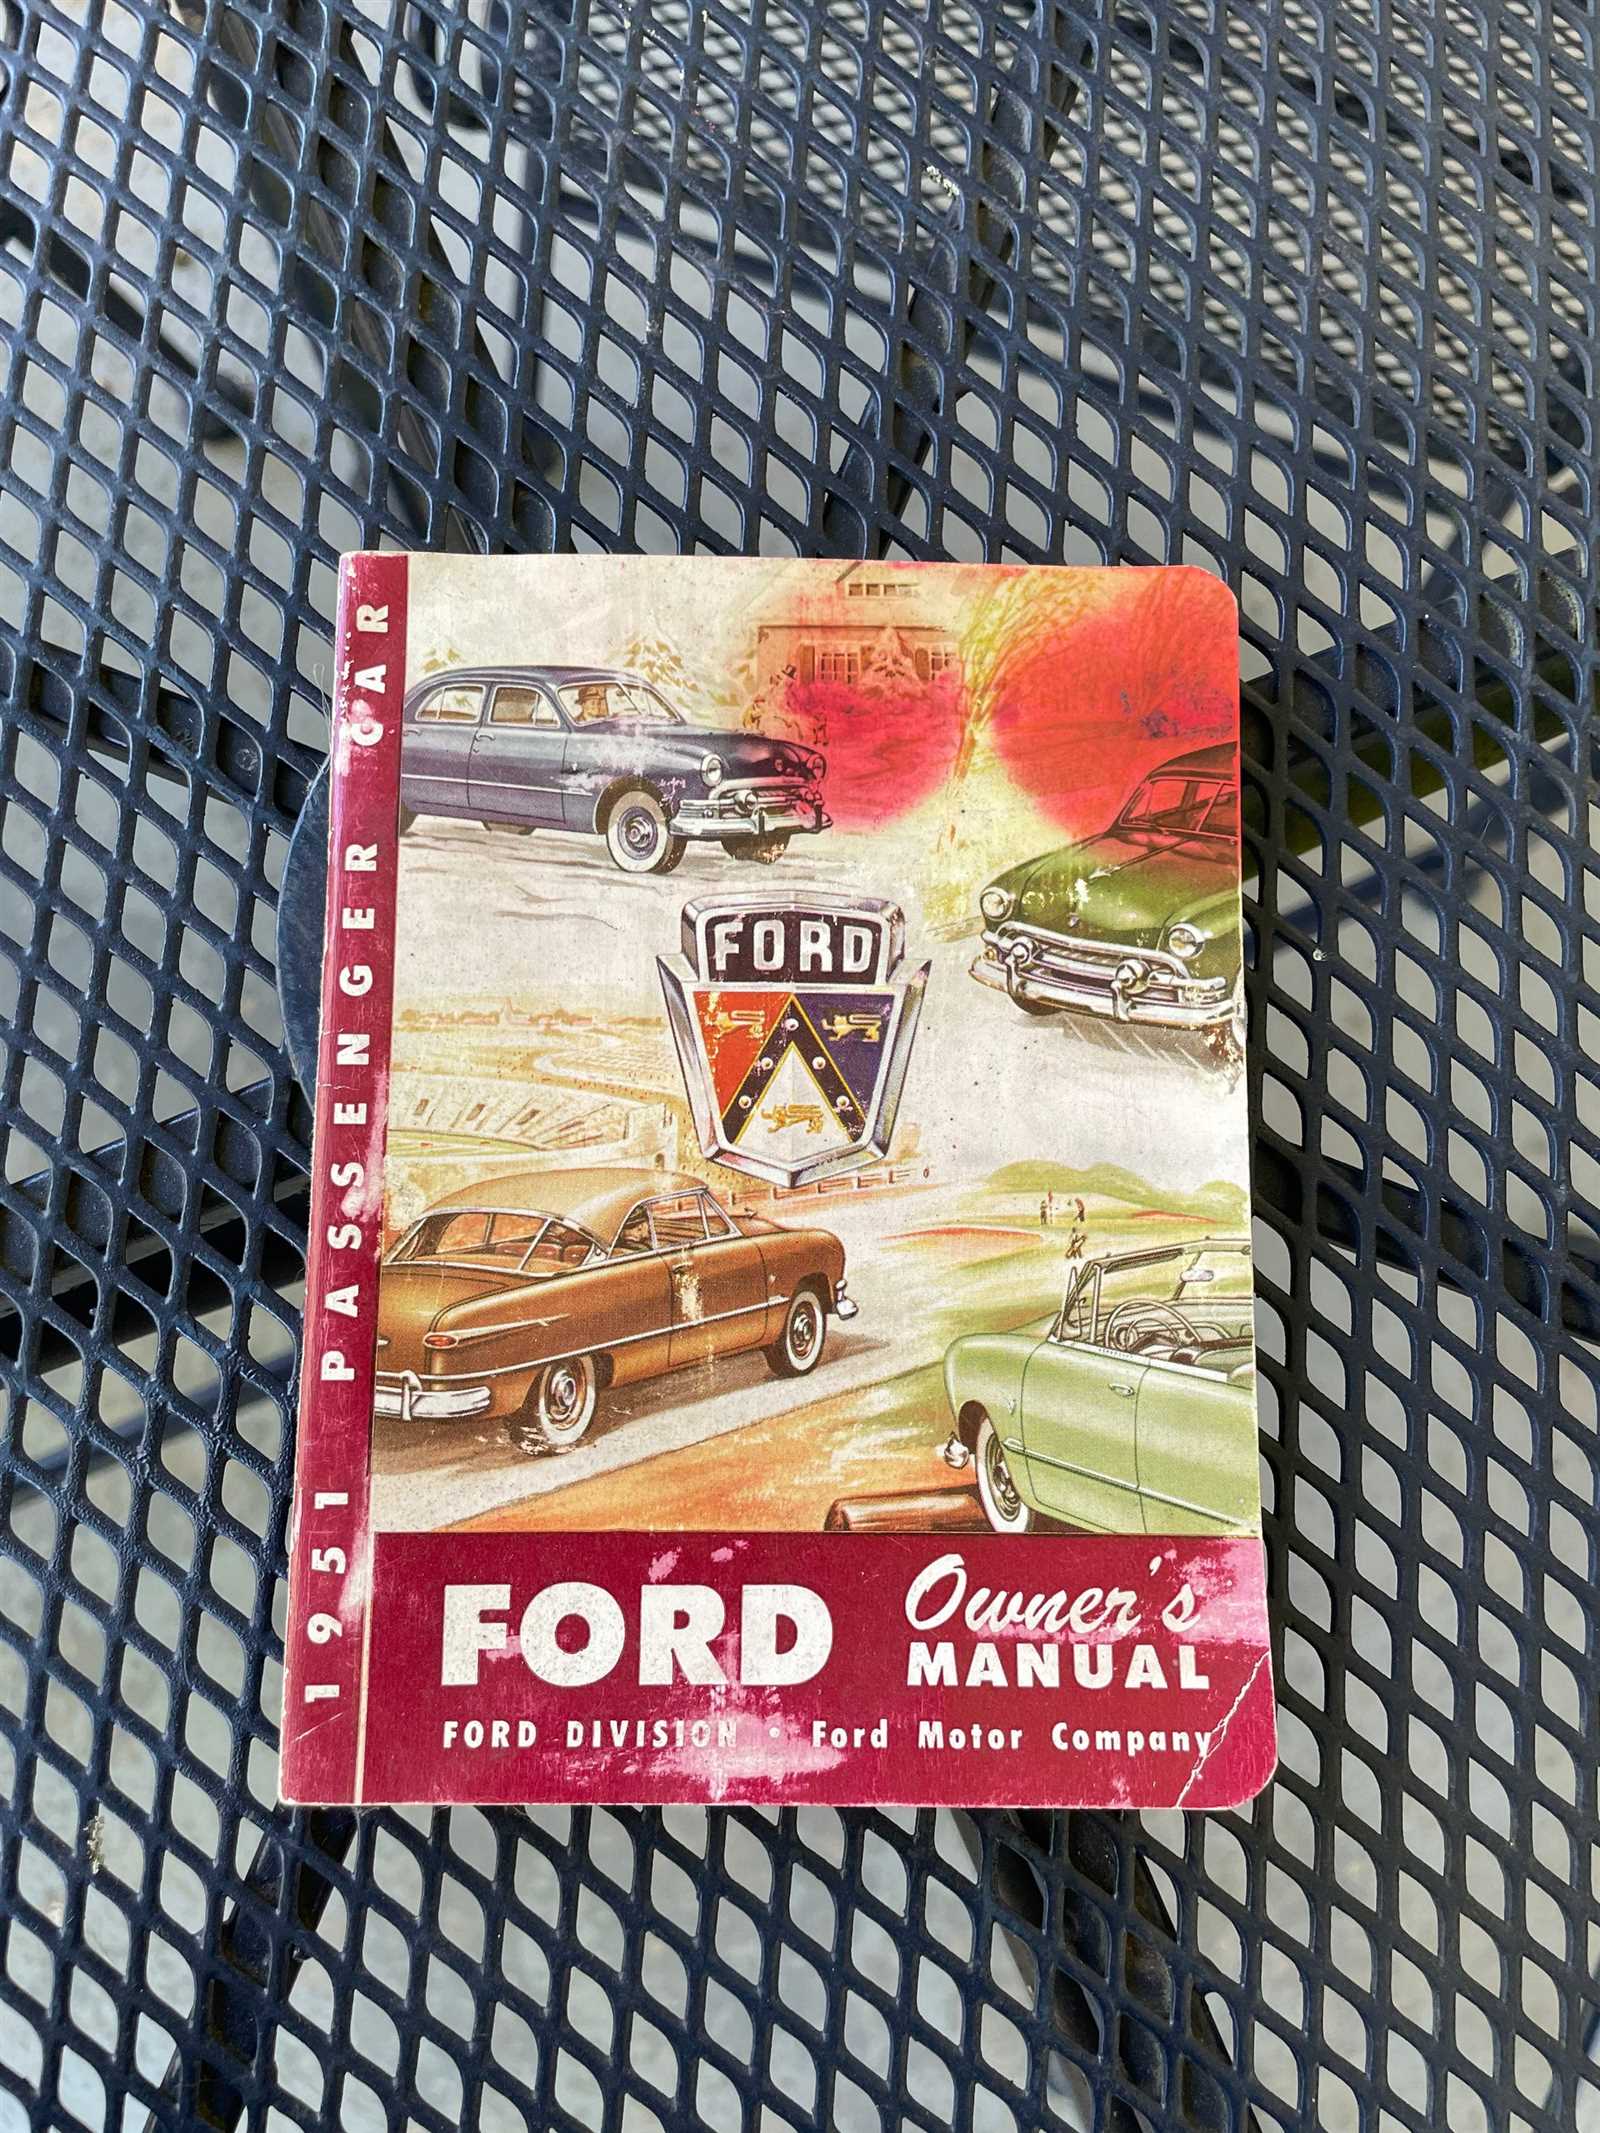 1951 PASSENGER CAR
FORD
FORD Owner's
MANUAL
FORD DIVISION • Ford Motor Company